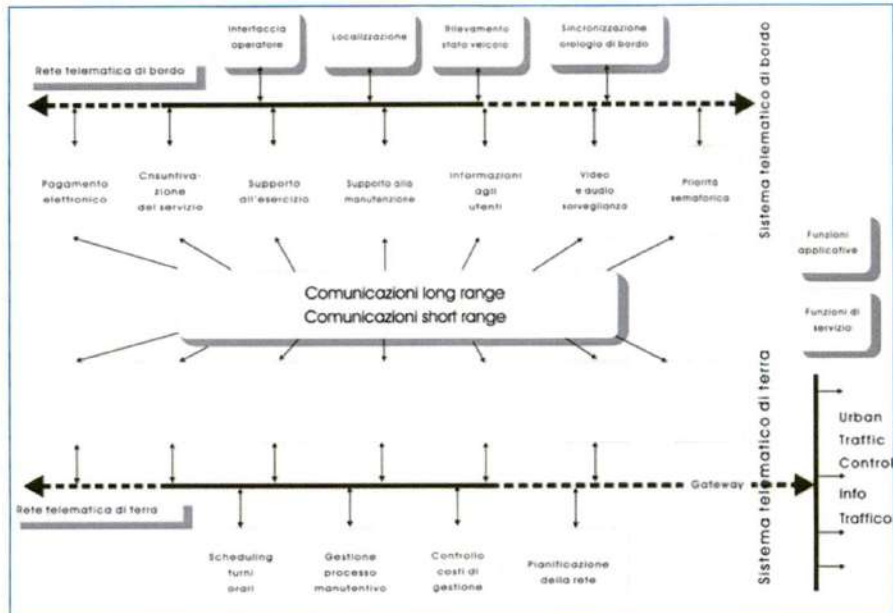 Interfaccia
operatore
Localizzazione
Rilevamento
stato veicolo
Sincronizzazione
orologio di bordo
Rete telematica di bordo
Sistema telematico di bordo
Pagamento
elettronico
Cnsuntiva-
zione
del servizio
Supporto
all'esercizio
Supporto alla
manutenzione
Informazioni
agli
utenti
Video
e audio
sorveglianza
Priorità
semaforica
Funzioni
applicative
Comunicazioni long range
Comunicazioni short range
Funzioni di
servizio
Sistema telematico di terra
Urban
Traffic
Control
Info
Traffico
Gateway
Rete telematica di terra
Scheduling
turni
orari
Gestione
processo
manutentivo
Controllo
costi di
gestione
Pianificazione
della rete